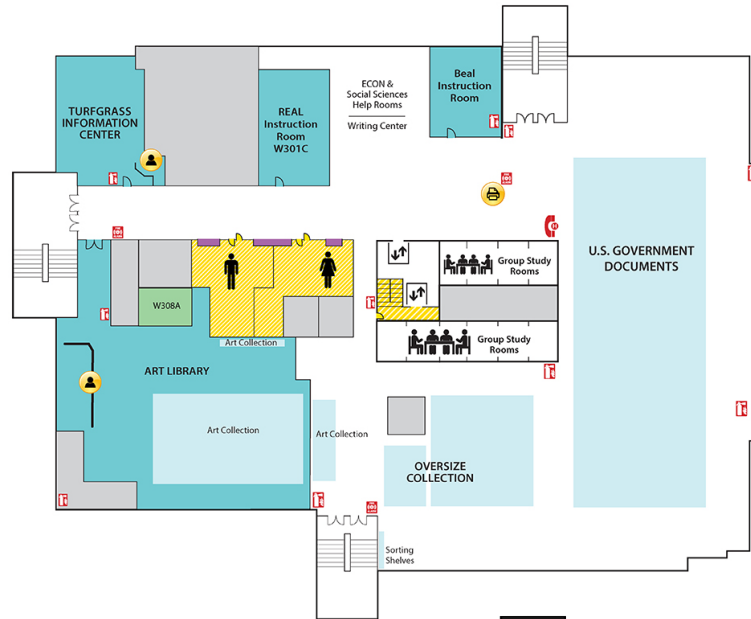 TURFGRASS
INFORMATION
CENTER
REAL
Instruction
Room
W301C
ECON &
Social Sciences
Help Rooms
Writing Center
Beal
Instruction
Room
U.S. GOVERNMENT
DOCUMENTS
Group Study
Rooms
W308A
Group Study
Rooms
Art Collection
ART LIBRARY
Art Collection
Art Collection
OVERSIZE
COLLECTION
Sorting
Shelves